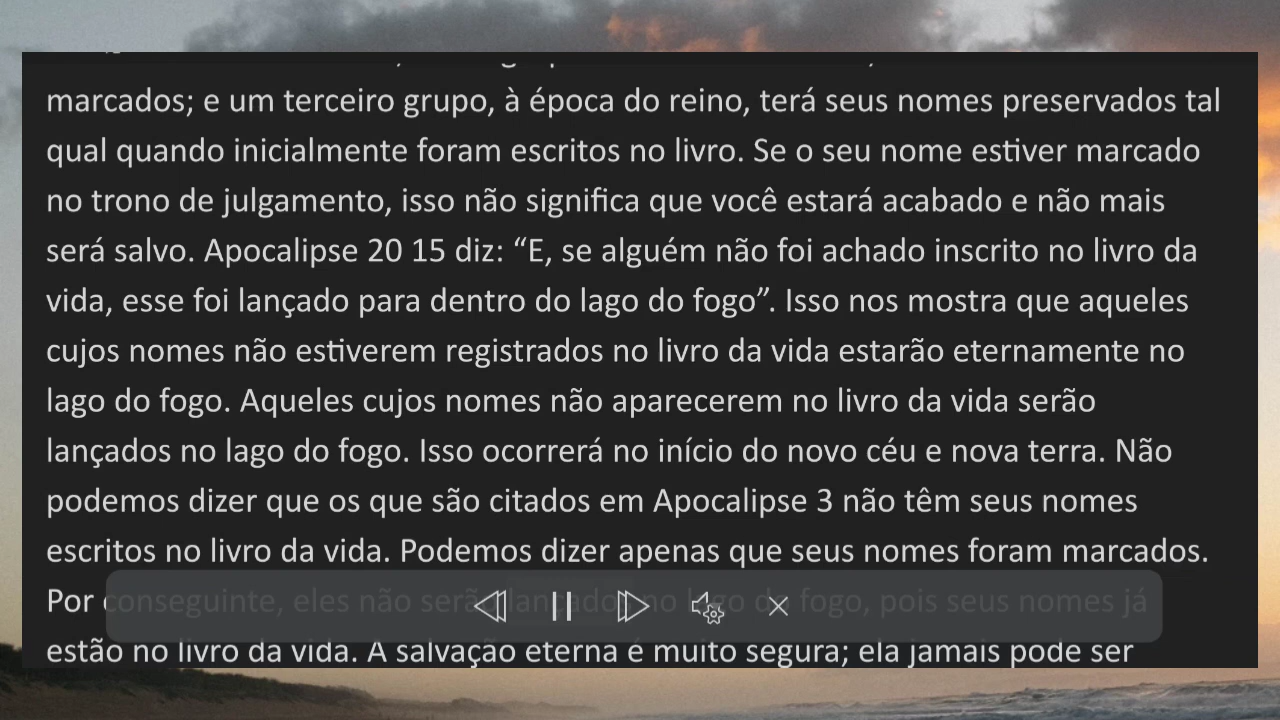 marcados; e um terceiro grupo, à época do reino, terá seus nomes preservados tal
qual quando inicialmente foram escritos no livro. Se o seu nome estiver marcado
no trono de julgamento, isso não significa que você estará acabado e não mais
será salvo. Apocalipse 20 15 diz: “E, se alguém não foi achado inscrito no livro da
vida, esse foi lançado para dentro do lago do fogo”. Isso nos mostra que aqueles
cujos nomes não estiverem registrados no livro da vida estarão eternamente no
lago do fogo. Aqueles cujos nomes não aparecerem no livro da vida serão
lançados no lago do fogo. Isso ocorrerá no início do novo céu e nova terra. Não
podemos dizer que os que são citados em Apocalipse 3 não têm seus nomes
escritos no livro da vida. Podemos dizer apenas que seus nomes foram marcados.
Por conseguinte, eles não serão lançados no lago do fogo, pois seus nomes já
estão no livro da vida. A salvação eterna é muito segura; ela jamais pode ser